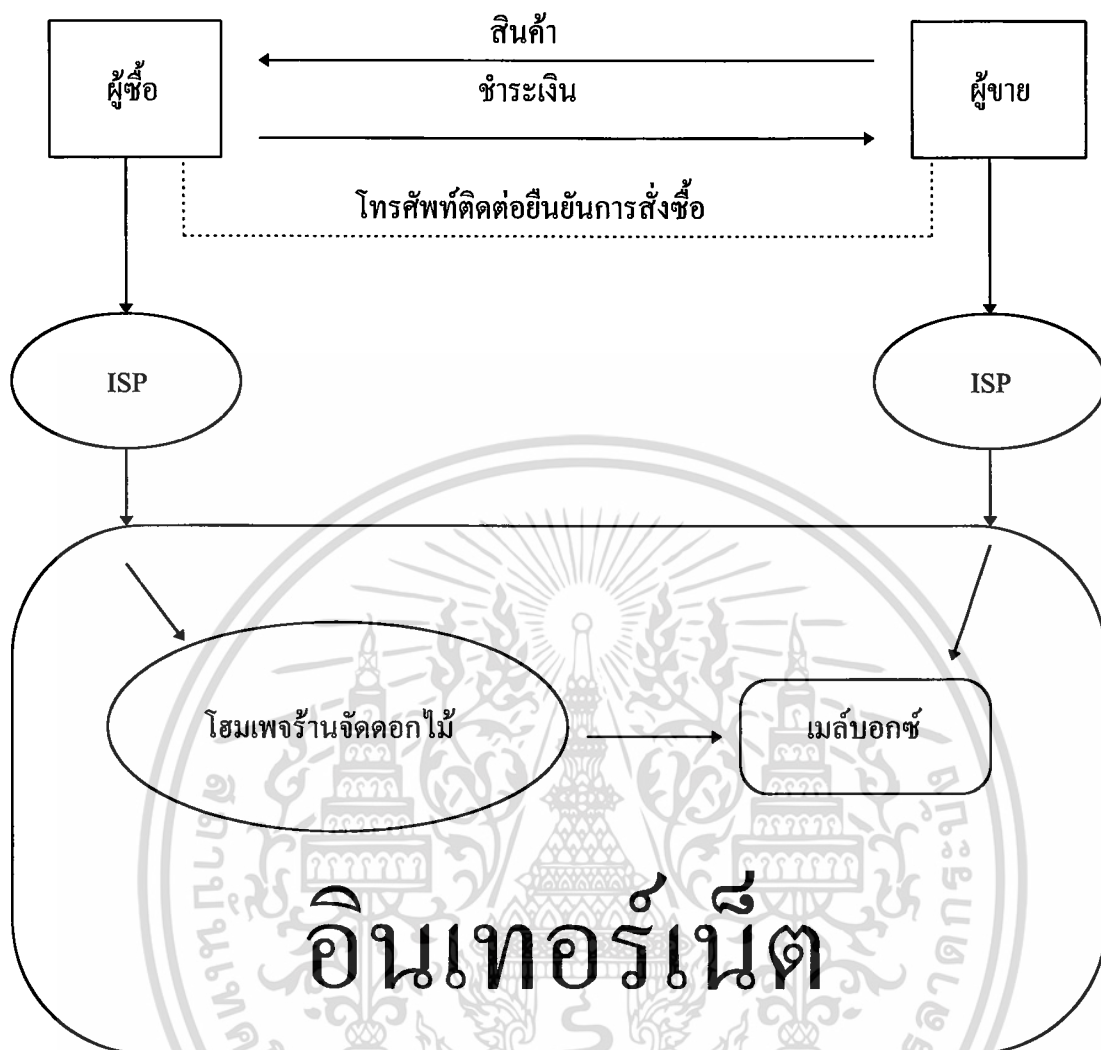 สินค้า
ผู้ซื้อ
ชำระเงิน
ผู้ขาย
โทรศัพท์ติดต่อยืนยันการสั่งซื้อ
ISP
ISP
โฮมเพจร้านจัดดอกไม้
เมล์บอกซ์
อินเทอร์เน็ต